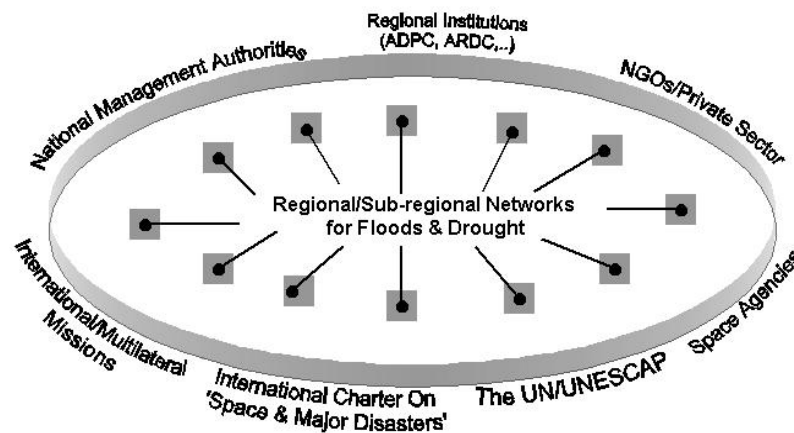 Regional Institutions
(ADPC, ARDC,..)
National Management Authorities
NGOs/Private Sector
Regional/Sub-regional Networks
for Floods & Drought
International/Multilateral
Missions
Space Agencies
International Charter On
'Space & Major Disasters'
The UN/UNESCAP